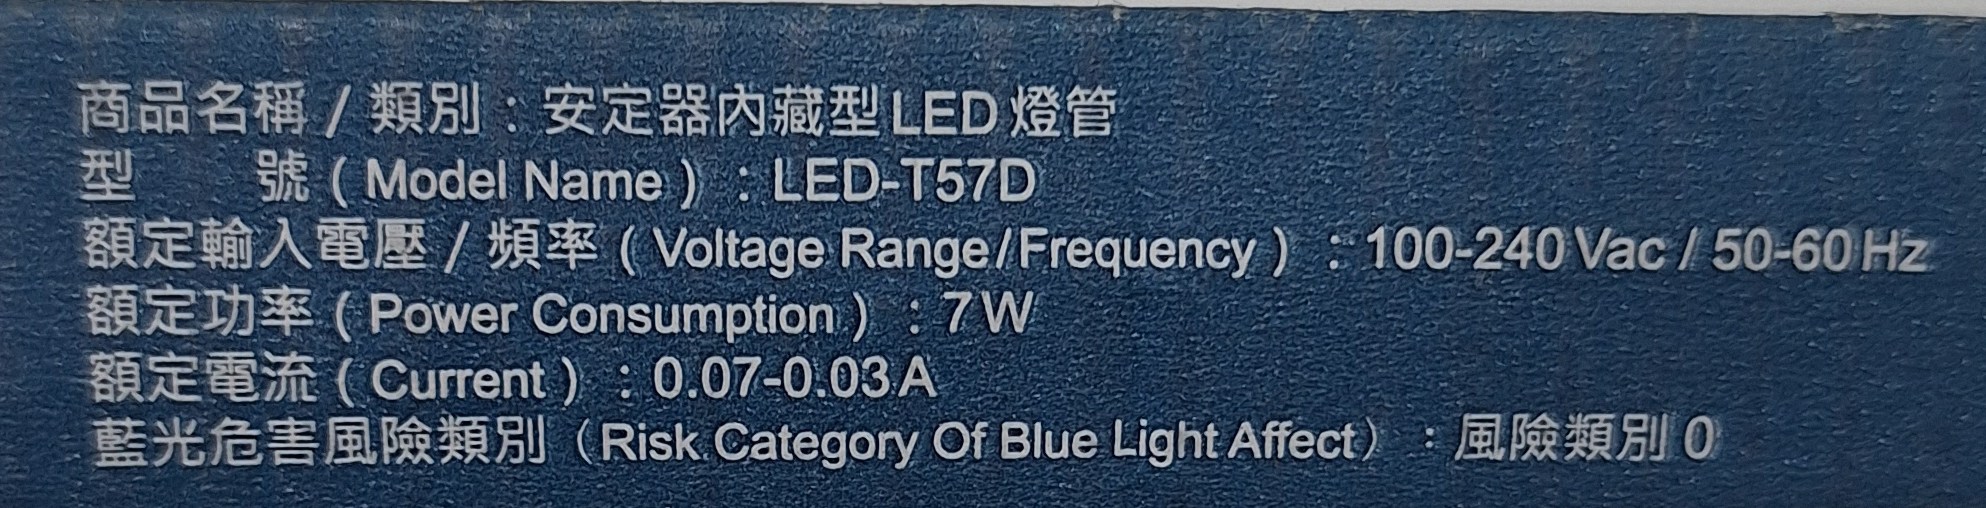 商品名稱 / 類別：安定器內藏型 LED 燈管
型　　號 ( Model Name ) ：LED-T57D
額定輸入電壓 / 頻率 ( Voltage Range/Frequency ) ：100-240 Vac / 50-60 Hz
額定功率 ( Power Consumption ) ：7 W
額定電流 ( Current ) ：0.07-0.03 A
藍光危害風險類別（Risk Category Of Blue Light Affect）：風險類別 0